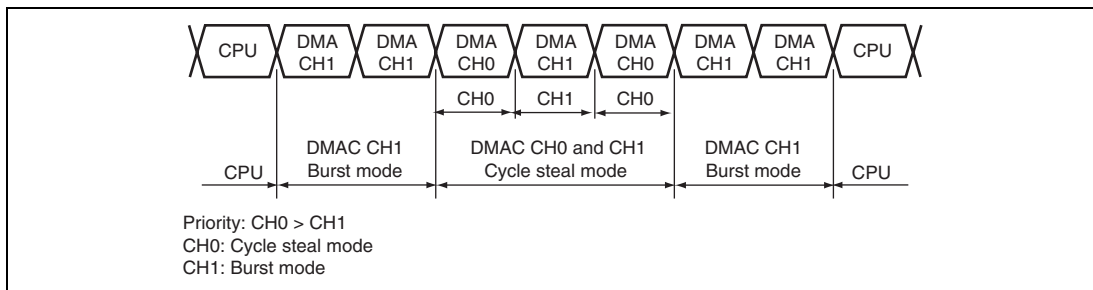 CPU DMA CH1 DMA CH1 DMA CH0 DMA CH1 DMA CH0 DMA CH1 DMA CH1 CPU
CH0 CH1 CH0
CPU DMAC CH1 Burst mode DMAC CH0 and CH1 Cycle steal mode DMAC CH1 Burst mode CPU
Priority: CH0 > CH1
CH0: Cycle steal mode
CH1: Burst mode